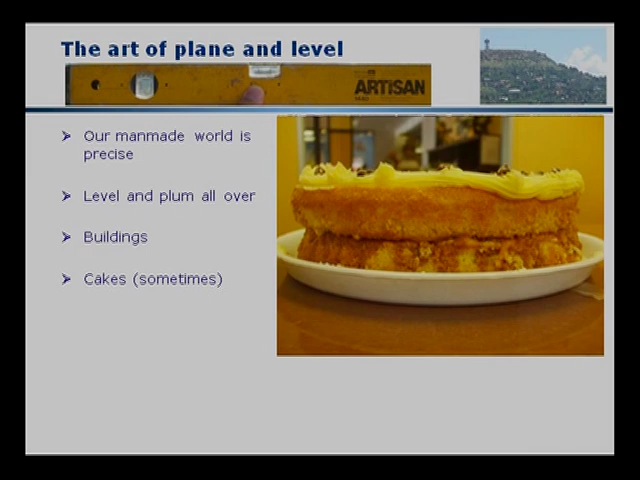 The art of plane and level
ARTISAN
Our manmade world is
precise
Level and plum all over
Buildings
Cakes (sometimes)